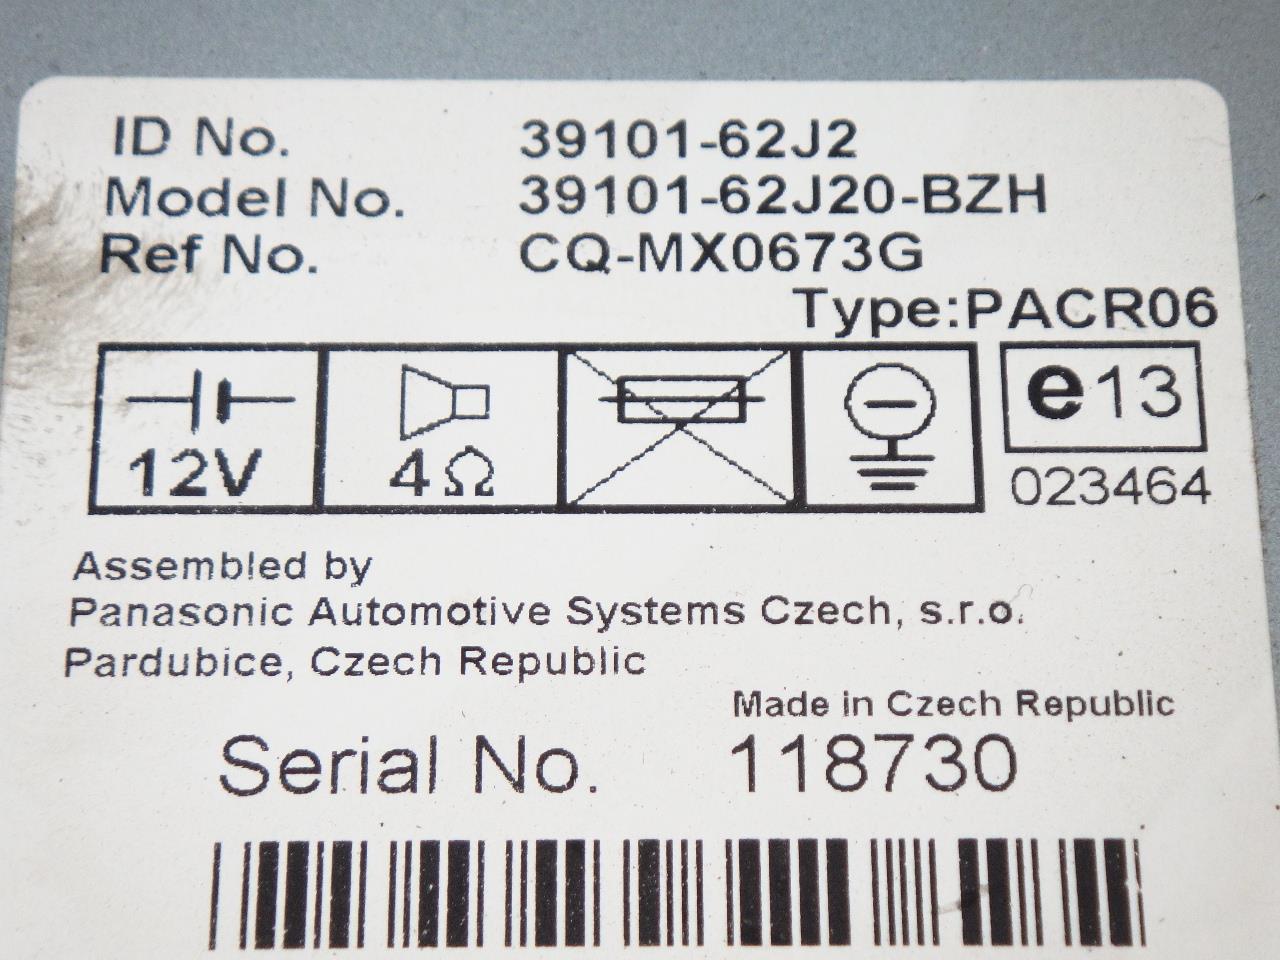 ID No. 39101-62J2
Model No. 39101-62J20-BZH
Ref No. CQ-MX0673G
Type:PACR06
12V 4Ω e13
023464
Assembled by
Panasonic Automotive Systems Czech, s.r.o.
Pardubice, Czech Republic
Made in Czech Republic
Serial No. 118730